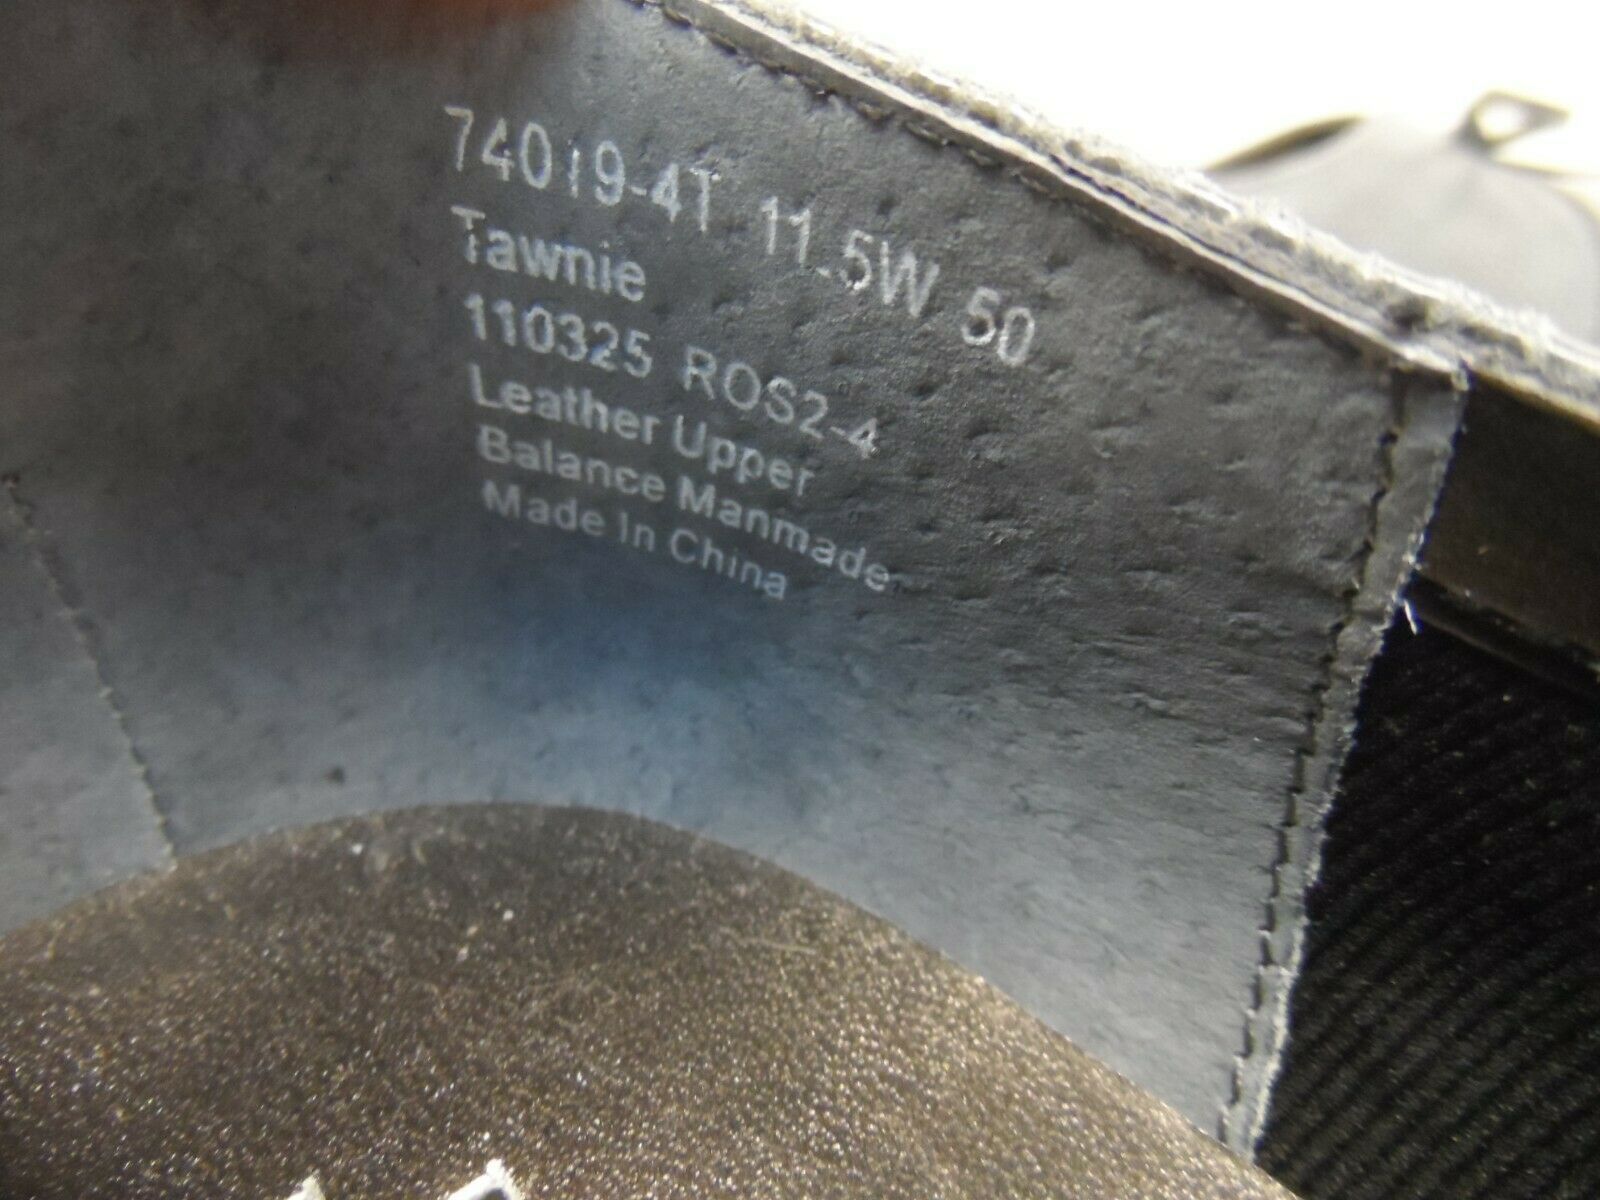 74019-4T 11.5W 50
Tawnie
110325 ROS2-4
Leather Upper
Balance Manmade
Made In China